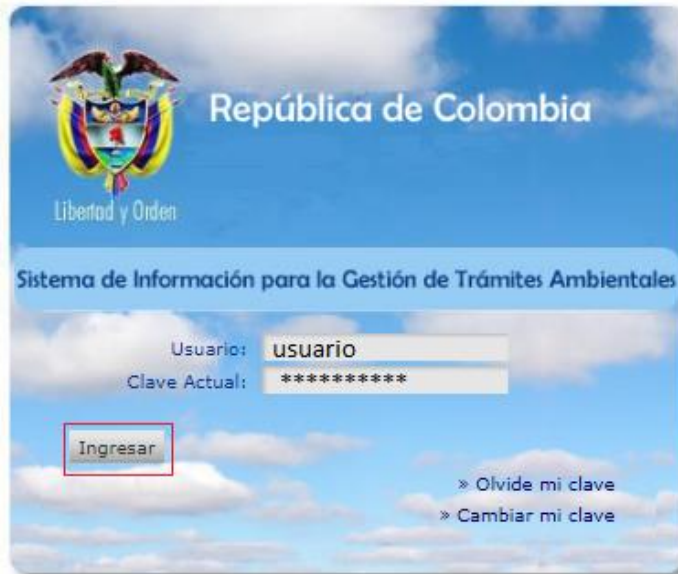 República de Colombia
Libertad y Orden
Sistema de Información para la Gestión de Trámites Ambientales
Usuario: usuario
Clave Actual: **********
Ingresar
» Olvide mi clave
» Cambiar mi clave